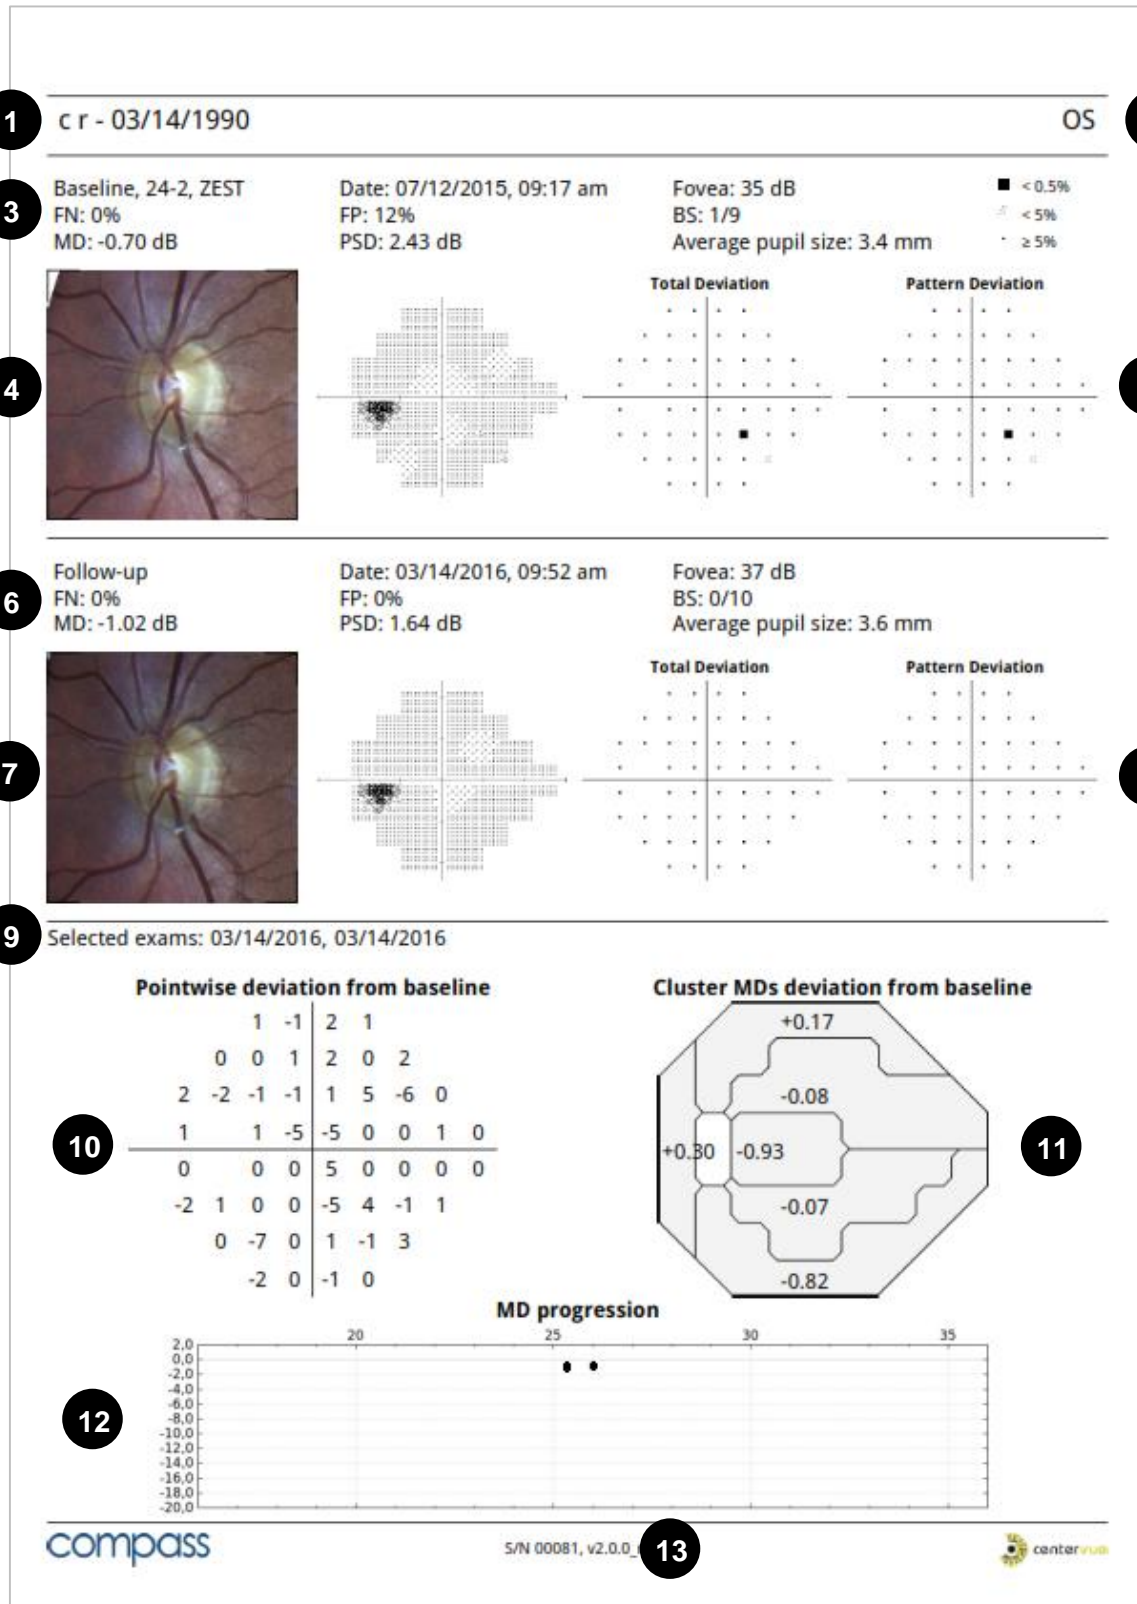 1 c r - 03/14/1990 OS
3 Baseline, 24-2, ZEST Date: 07/12/2015, 09:17 am Fovea: 35 dB < 0.5%
FN: 0% FP: 12% BS: 1/9 < 5%
MD: -0.70 dB PSD: 2.43 dB Average pupil size: 3.4 mm ≥ 5%
Total Deviation Pattern Deviation
4
6 Follow-up Date: 03/14/2016, 09:52 am Fovea: 37 dB
FN: 0% FP: 0% BS: 0/10
MD: -1.02 dB PSD: 1.64 dB Average pupil size: 3.6 mm
Total Deviation Pattern Deviation
7
9 Selected exams: 03/14/2016, 03/14/2016
Pointwise deviation from baseline
1 -1 2 1
0 0 1 2 0 2
2 -2 -1 -1 1 5 -6 0
1 1 -5 -5 0 0 1 0
0 0 0 5 0 0 0 0
-2 1 0 0 -5 4 -1 1
0 -7 0 1 -1 3
-2 0 -1 0
10
Cluster MDs deviation from baseline
+0.17
-0.08
+0.30 -0.93
-0.07
-0.82
11
MD progression
20 25 30 35
2,0
0,0
-2,0
-4,0
-6,0
-8,0
-10,0
-12,0
-14,0
-16,0
-18,0
-20,0
12
compass S/N 00081, v2.0.0_ 13 centervue